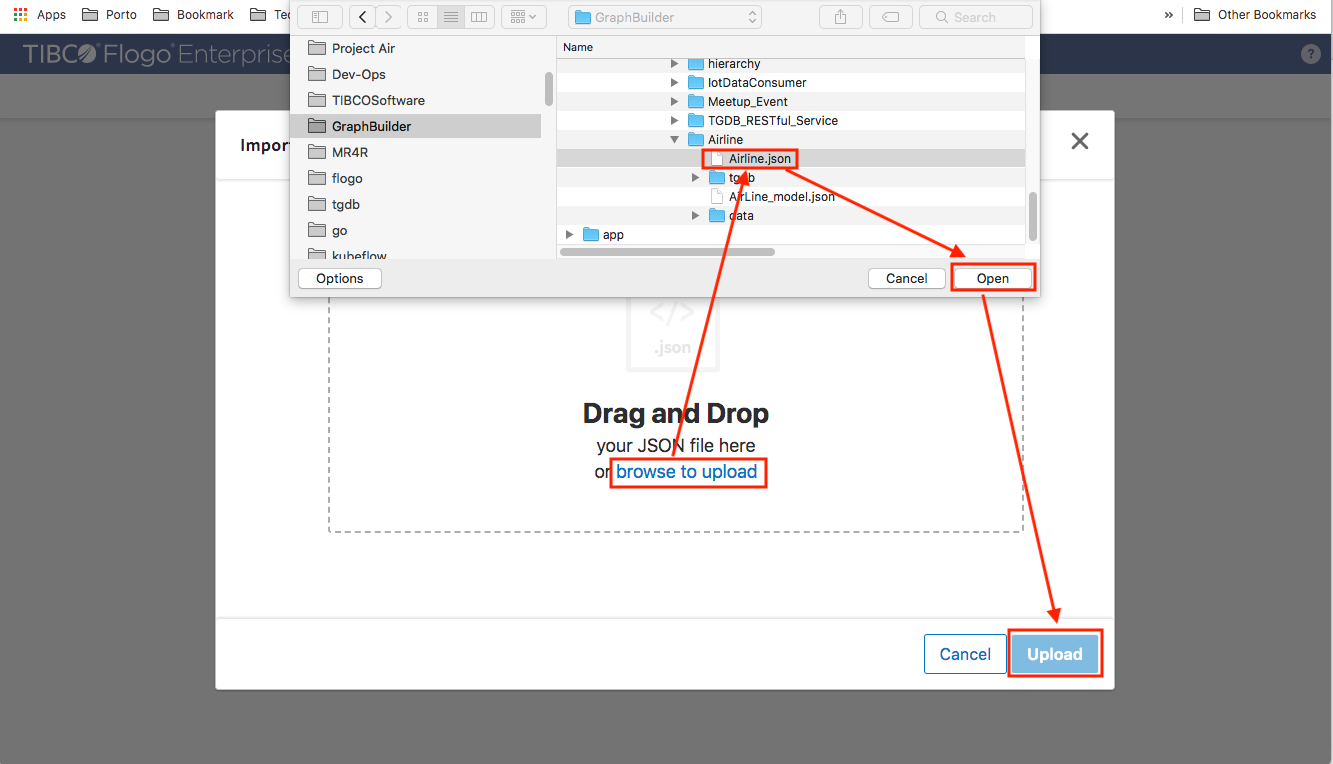 Apps Porto Bookmark » Other Bookmarks
GraphBuilder Search
TIBCO Flogo® Enterprise ?
Name
Project Air
Dev-Ops
TIBCOSoftware
GraphBuilder
MR4R
flogo
tgdb
go
kubeflow
hierarchy
IotDataConsumer
Meetup_Event
TGDB_RESTful_Service
Airline
Airline.json
tgdb
AirLine_model.json
data
app
Options Cancel Open
</>
.json
Drag and Drop
your JSON file here
or browse to upload
Cancel Upload